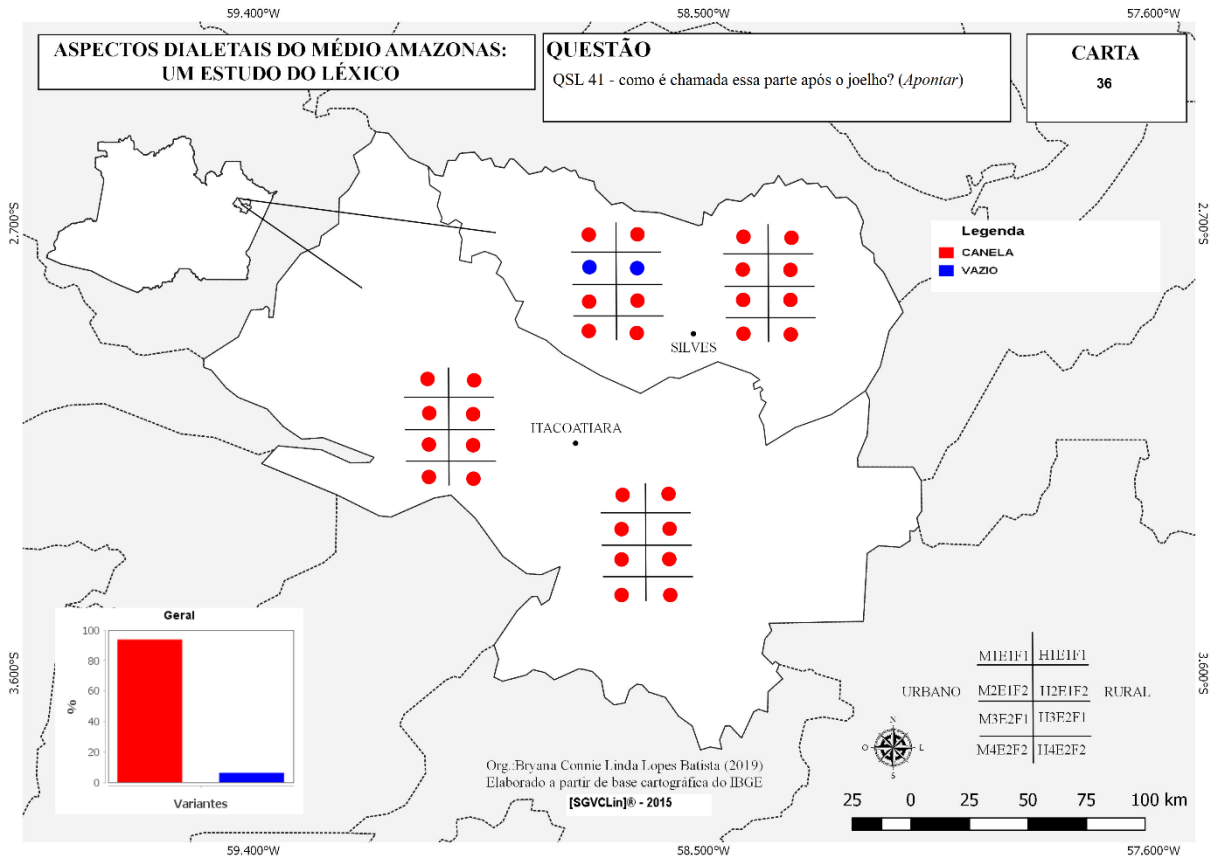 59.400°W
58.500°W
57.600°W
ASPECTOS DIALETAIS DO MÉDIO AMAZONAS:
UM ESTUDO DO LÉXICO
QUESTÃO
QSL 41 - como é chamada essa parte após o joelho? (Apontar)
CARTA
36
2.700°S
2.700°S
Legenda
CANELA
VAZIO
SILVES
ITACOATIARA
Geral
100
80
60
40
20
0
%
Variantes
3.600°S
3.600°S
M1E1F1 H1E1F1
URBANO M2E1F2 H2E1F2 RURAL
M3E2F1 H3E2F1
M4E2F2 H4E2F2
N
O L
S
Org.:Bryana Connie Linda Lopes Batista (2019)
Elaborado a partir de base cartográfica do IBGE
[SGVCLin]® - 2015
25 0 25 50 75 100 km
59.400°W
58.500°W
57.600°W